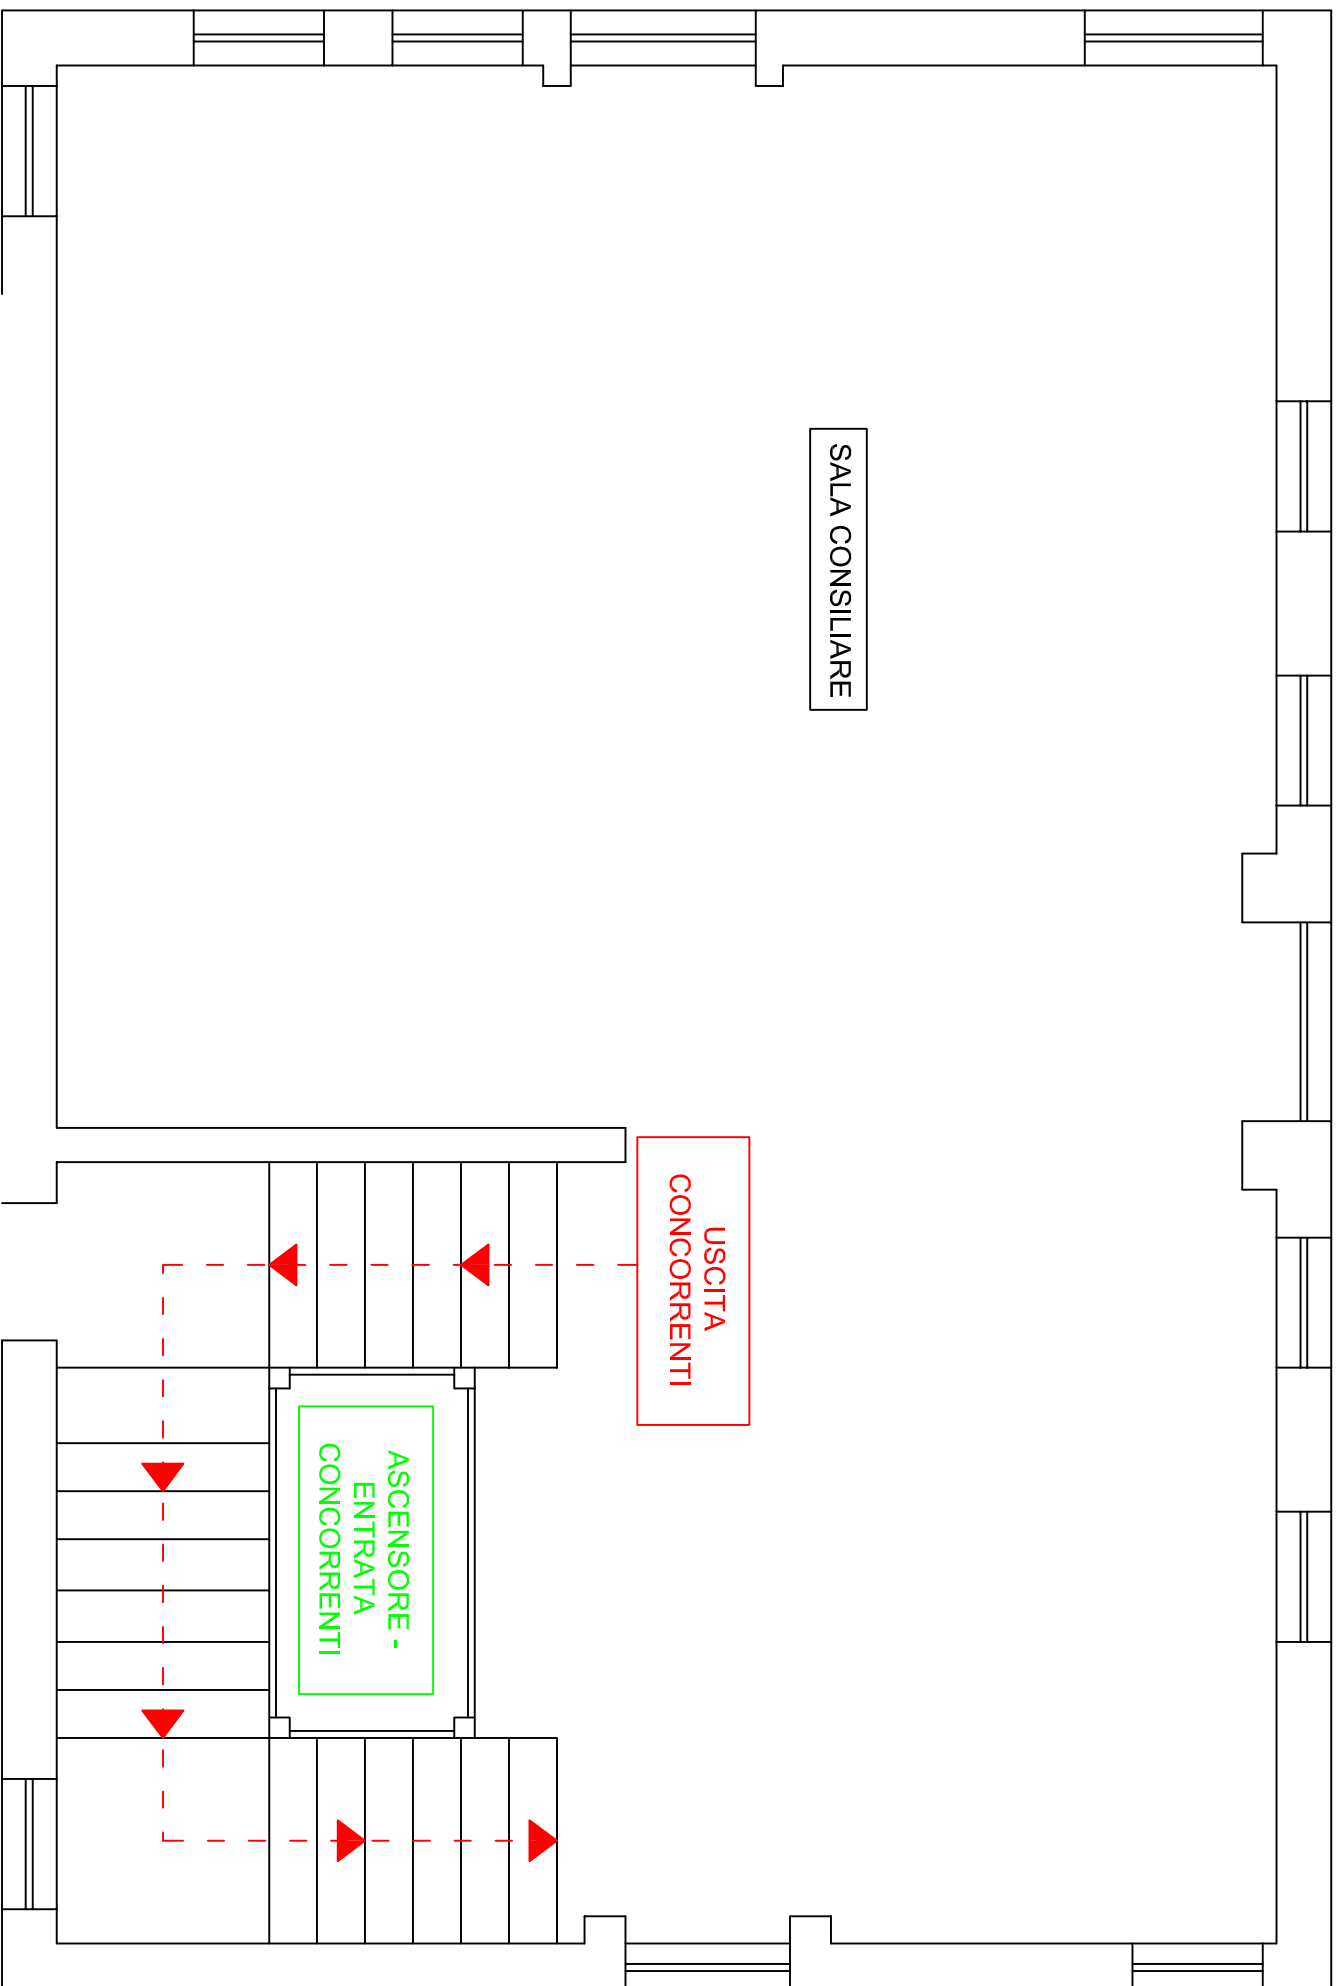 SALA CONSILIARE
USCITA
CONCORRENTI
ASCENSORE -
ENTRATA
CONCORRENTI